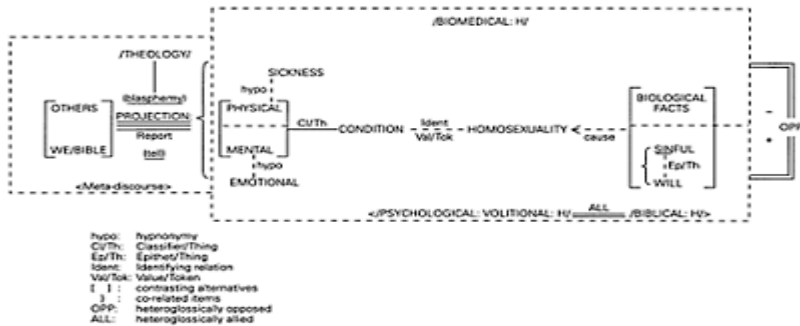 /BIOMEDICAL: H/
/THEOLOGY/
SICKNESS
hypo
(blasphemy)
OTHERS
PHYSICAL
BIOLOGICAL
FACTS
PROJECTION:
Cl/Th
CONDITION
Ident
HOMOSEXUALITY
Val/Tok
cause
OPP
Report
WE/BIBLE
MENTAL
SINFUL
(tell)
hypo
Ep/Th
EMOTIONAL
WILL
<Meta-discourse>
</PSYCHOLOGICAL: VOLITIONAL: H/ ALL /BIBLICAL: H/>
hypo: hypnonymy
Cl/Th: Classifier/Thing
Ep/Th: Epithet/Thing
Ident: Identifying relation
Val/Tok: Value/Token
[ ] : contrasting alternatives
} : co-related items
OPP: heteroglossically opposed
ALL: heteroglossically allied